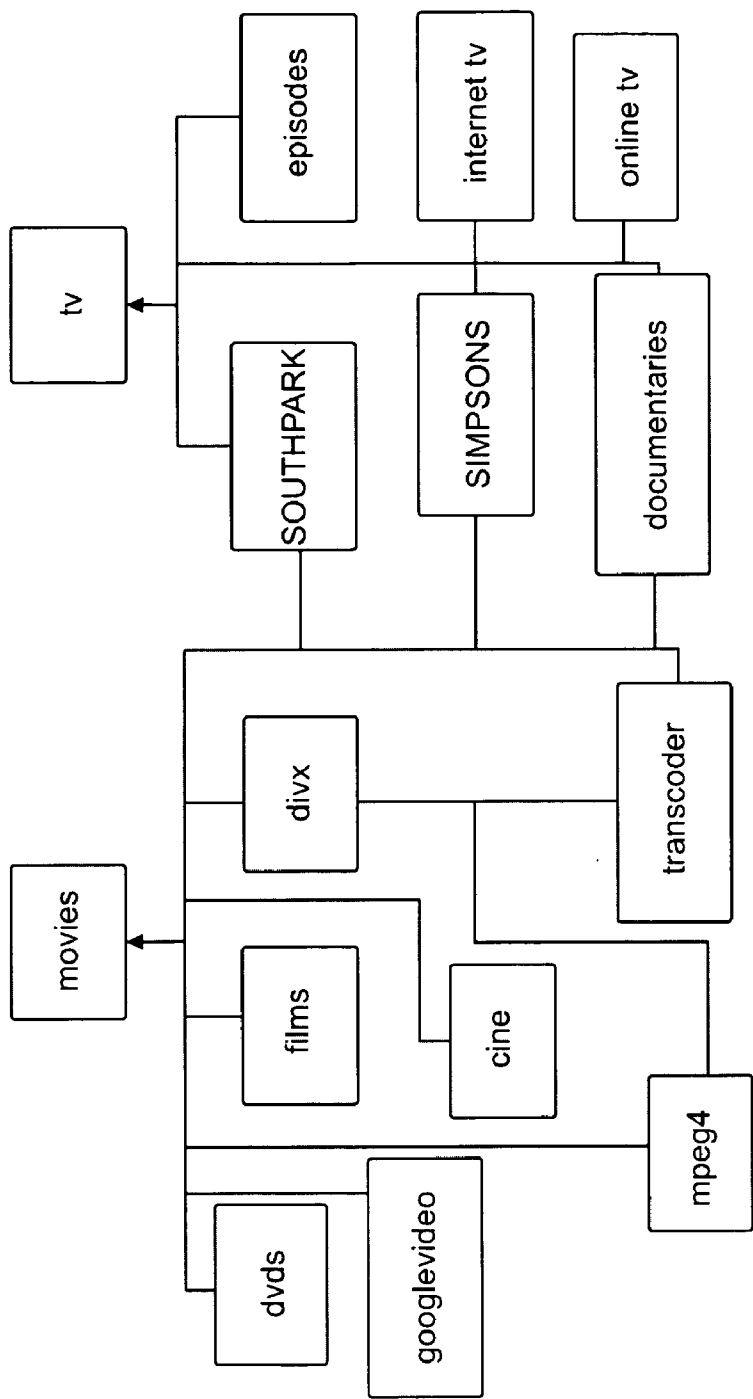 movies
tv
dvds
films
divx
SOUTHPARK
episodes
googlevideo
cine
SIMPSONS
internet tv
mpeg4
transcoder
documentaries
online tv